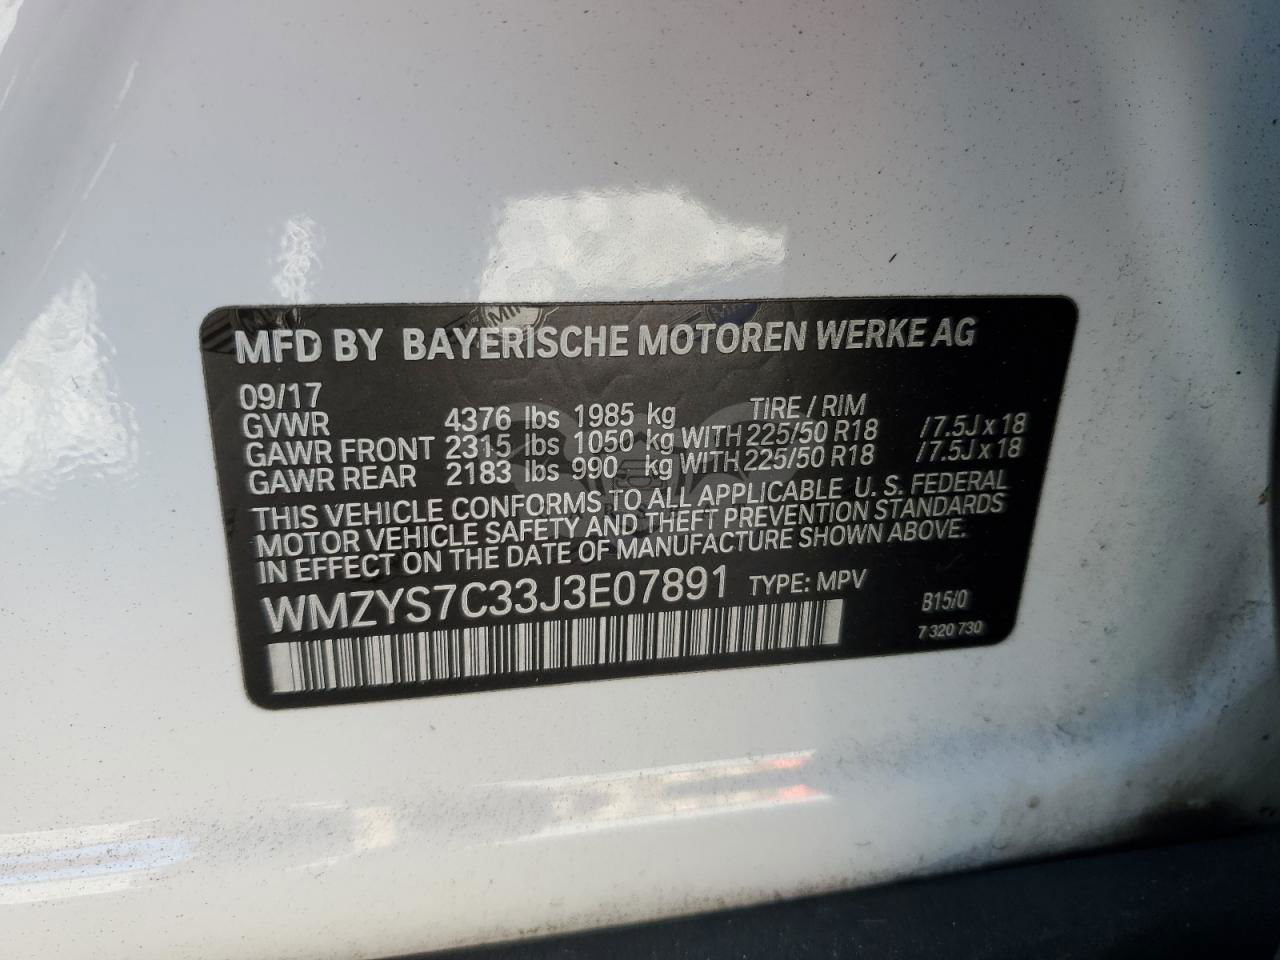 MFD BY BAYERISCHE MOTOREN WERKE AG
09/17
GVWR 4376 lbs 1985 kg TIRE / RIM
GAWR FRONT 2315 lbs 1050 kg WITH 225/50 R18 /7.5J x 18
GAWR REAR 2183 lbs 990 kg WITH 225/50 R18 /7.5J x 18
THIS VEHICLE CONFORMS TO ALL APPLICABLE U. S. FEDERAL
MOTOR VEHICLE SAFETY AND THEFT PREVENTION STANDARDS
IN EFFECT ON THE DATE OF MANUFACTURE SHOWN ABOVE.
WMZYS7C33J3E07891 TYPE: MPV
B15/0
7 320 730